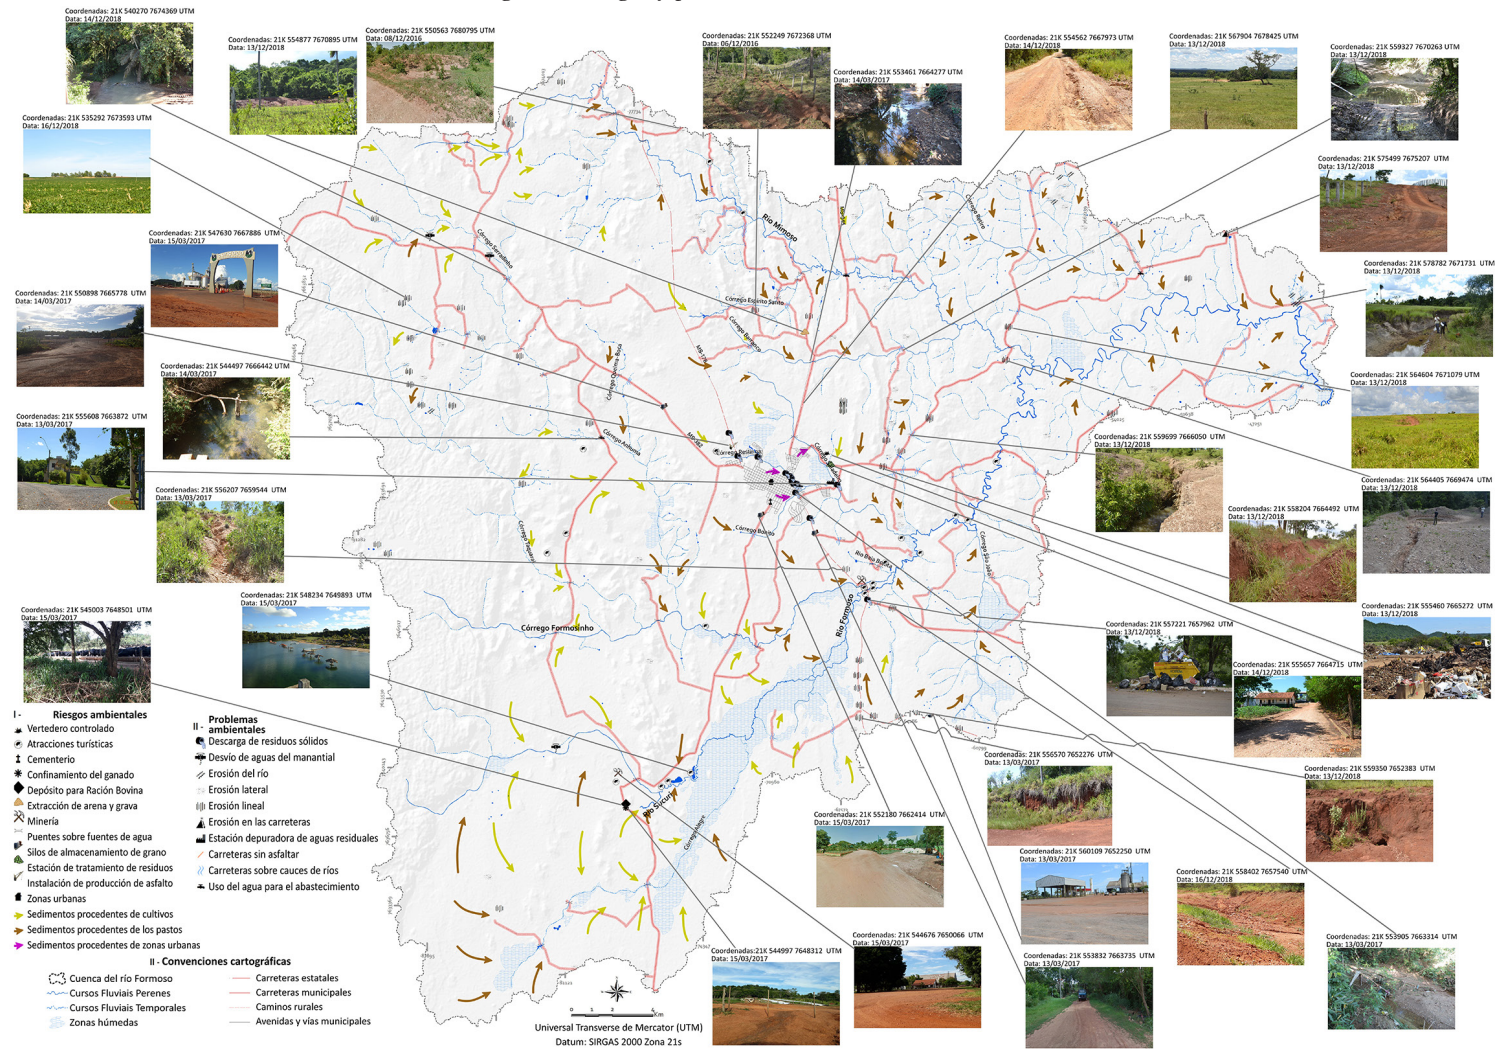 Coordenadas: 21K 540270 7674369 UTM
Data: 14/12/2018
Coordenadas: 21K 554877 7670895 UTM
Data: 13/12/2018
Coordenadas: 21K 550563 7680795 UTM
Data: 08/12/2016
Coordenadas: 21K 552249 7672368 UTM
Data: 06/12/2016
Coordenadas: 21K 553461 7664277 UTM
Data: 14/03/2017
Coordenadas: 21K 554562 7667973 UTM
Data: 14/12/2018
Coordenadas: 21K 567904 7678425 UTM
Data: 13/12/2018
Coordenadas: 21K 559327 7670263 UTM
Data: 13/12/2018
Coordenadas: 21K 535292 7673593 UTM
Data: 16/12/2018
Coordenadas: 21K 575499 7675207 UTM
Data: 13/12/2018
Coordenadas: 21K 547630 7667886 UTM
Data: 15/03/2017
Coordenadas: 21K 578782 7671731 UTM
Data: 13/12/2018
Coordenadas: 21K 550898 7665778 UTM
Data: 14/03/2017
Coordenadas: 21K 544497 7666442 UTM
Data: 14/03/2017
Coordenadas: 21K 564604 7671079 UTM
Data: 13/12/2018
Coordenadas: 21K 555608 7663872 UTM
Data: 13/03/2017
Coordenadas: 21K 559699 7666050 UTM
Data: 13/12/2018
Coordenadas: 21K 564405 7669474 UTM
Data: 13/12/2018
Coordenadas: 21K 556207 7659544 UTM
Data: 13/03/2017
Coordenadas: 21K 558204 7664492 UTM
Data: 13/12/2018
Coordenadas: 21K 548234 7649893 UTM
Data: 15/03/2017
Coordenadas: 21K 545003 7648501 UTM
Data: 15/03/2017
Coordenadas: 21K 555460 7665272 UTM
Data: 13/12/2018
Coordenadas: 21K 557221 7657962 UTM
Data: 13/12/2018
Coordenadas: 21K 555657 7664715 UTM
Data: 14/12/2018
Coordenadas: 21K 556570 7652276 UTM
Data: 13/03/2017
Coordenadas: 21K 559350 7652383 UTM
Data: 13/12/2018
Coordenadas: 21K 552180 7662414 UTM
Data: 15/03/2017
Coordenadas: 21K 560109 7652250 UTM
Data: 13/03/2017
Coordenadas: 21K 558402 7657540 UTM
Data: 16/12/2018
Coordenadas:21K 544997 7648312 UTM
Data: 15/03/2017
Coordenadas: 21K 544676 7650066 UTM
Data: 15/03/2017
Coordenadas: 21K 553832 7663735 UTM
Data: 13/03/2017
Coordenadas: 21K 553905 7663314 UTM
Data: 13/03/2017
Río Mimoso
Córrego Serradinho
Córrego Espírito Santo
Córrego Anhumas
Córrego Bonito
Córrego Taquaral
Córrego São João
Córrego Formosinho
Río Formoso
Río Sucuri
Córrego Alegre
I - Riesgos ambientales
Vertedero controlado
Atracciones turísticas
Cementerio
Confinamiento del ganado
Depósito para Ración Bovina
Extracción de arena y grava
Minería
Puentes sobre fuentes de agua
Silos de almacenamiento de grano
Estación de tratamiento de residuos
Instalación de producción de asfalto
Zonas urbanas
Sedimentos procedentes de cultivos
Sedimentos procedentes de los pastos
Sedimentos procedentes de zonas urbanas
II - Problemas
ambientales
Descarga de residuos sólidos
Desvío de aguas del manantial
Erosión del río
Erosión lateral
Erosión lineal
Erosión en las carreteras
Estación depuradora de aguas residuales
Carreteras sin asfaltar
Carreteras sobre cauces de ríos
Uso del agua para el abastecimiento
II - Convenciones cartográficas
Cuenca del río Formoso
Cursos Fluviais Perenes
Cursos Fluviais Temporales
Zonas húmedas
Carreteras estatales
Carreteras municipales
Caminos rurales
Avenidas y vías municipales
0 1 2 4
Km
Universal Transverse de Mercator (UTM)
Datum: SIRGAS 2000 Zona 21s